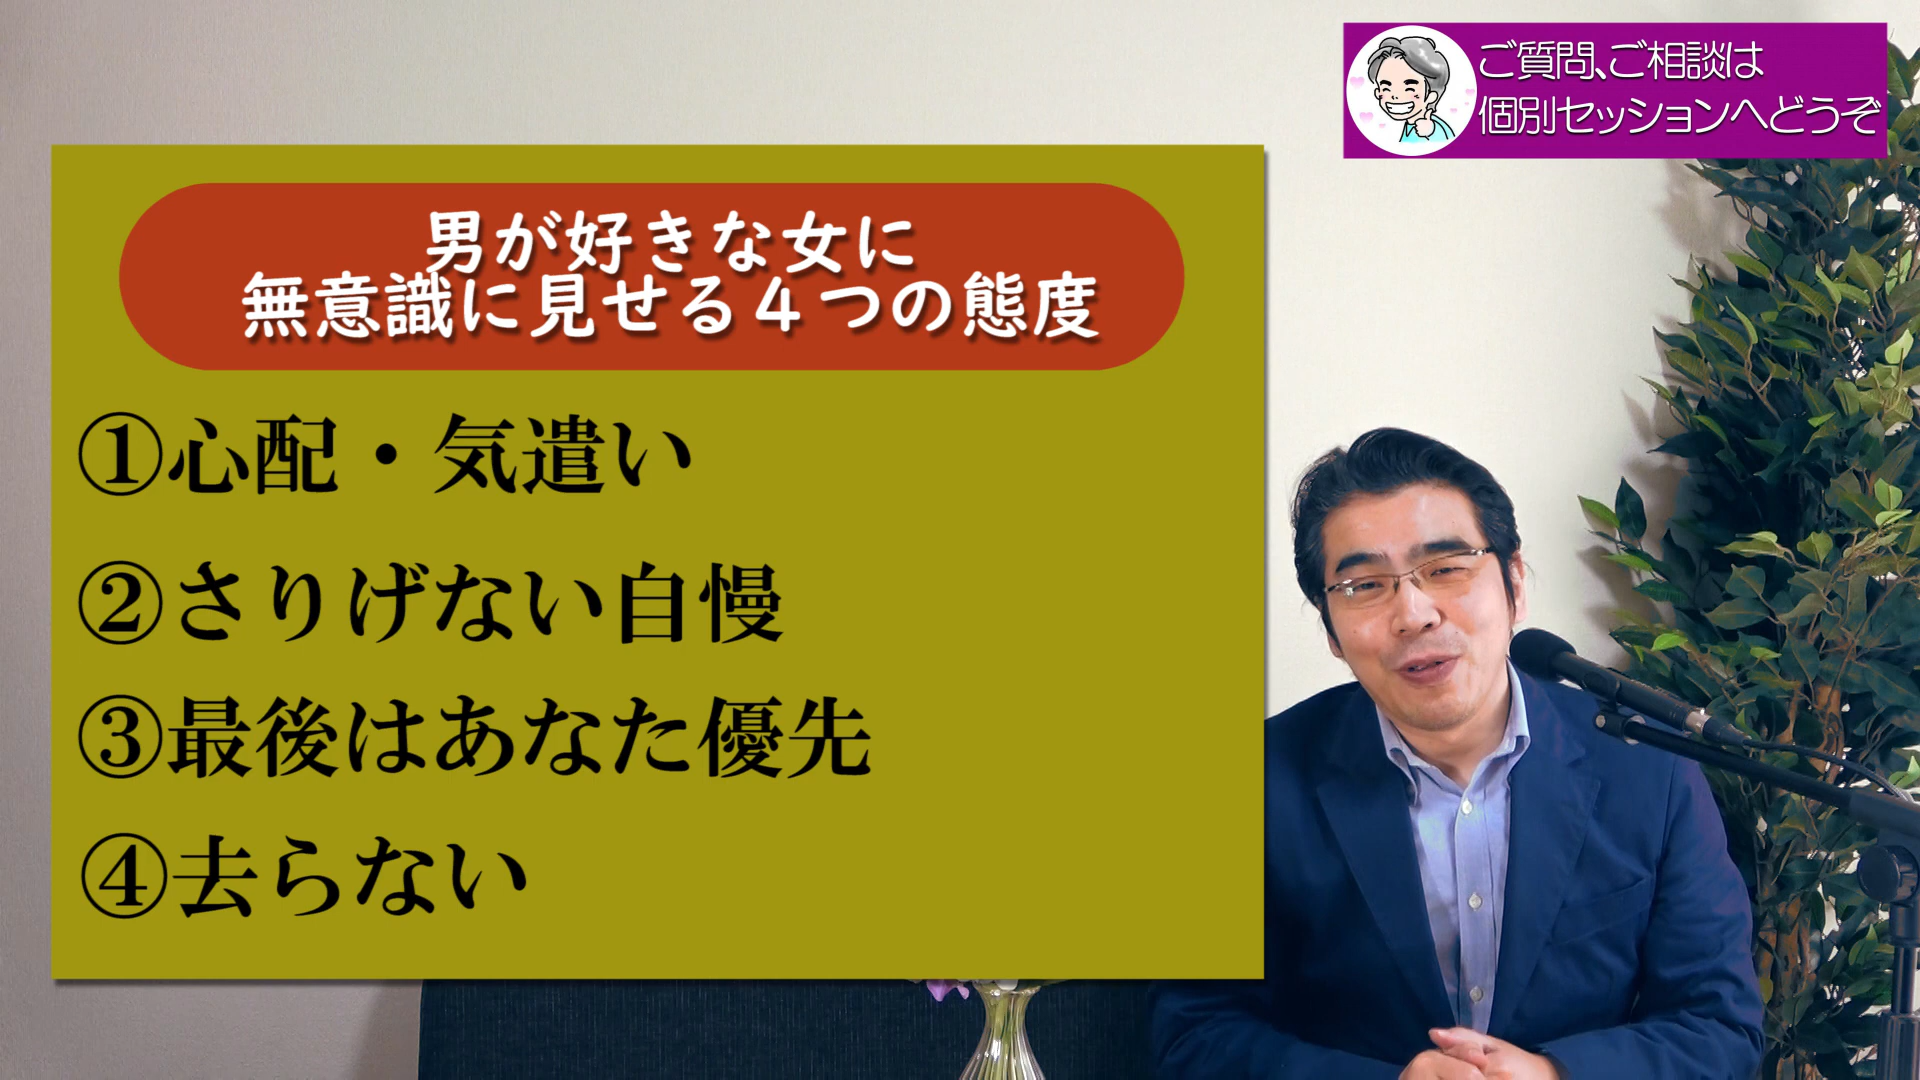 ご質問、ご相談は
個別セッションへどうぞ
男が好きな女に
無意識に見せる４つの態度
①心配・気遣い
②さりげない自慢
③最後はあなた優先
④去らない